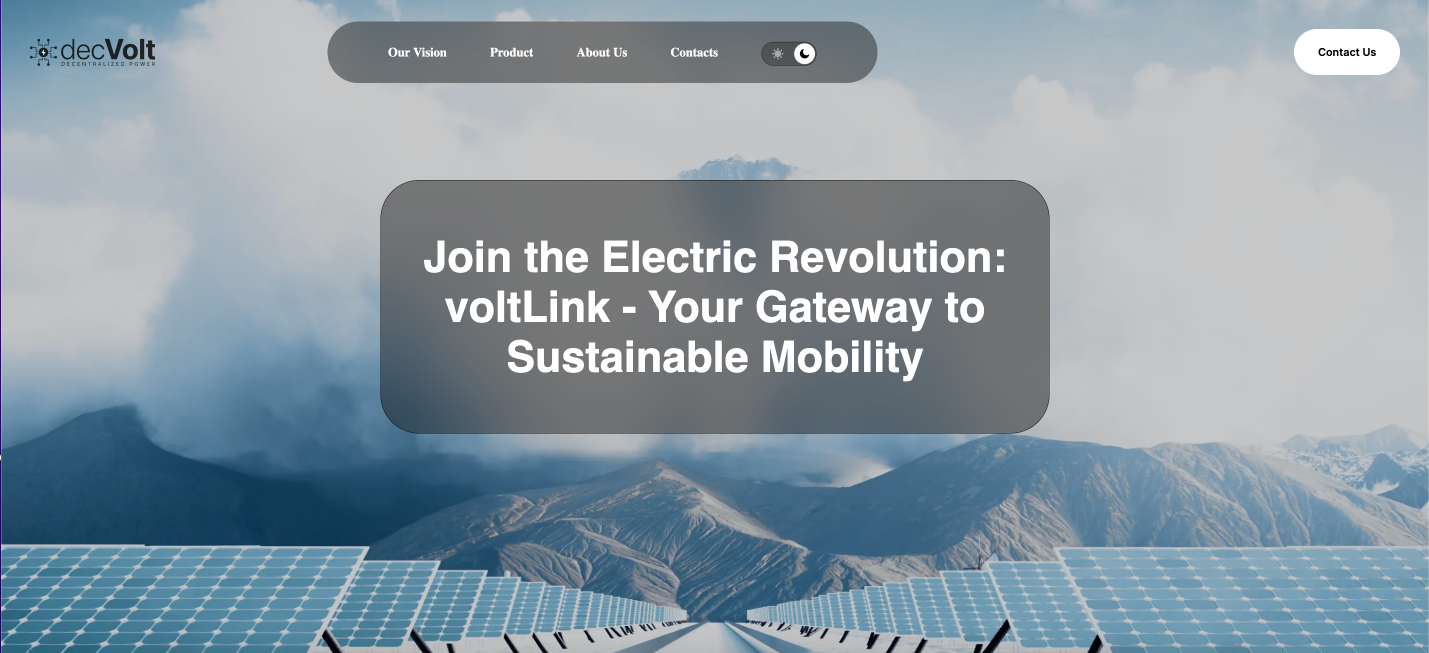 decVolt
DECENTRALIZED POWER
Our Vision
Product
About Us
Contacts
Contact Us
Join the Electric Revolution:
voltLink - Your Gateway to
Sustainable Mobility